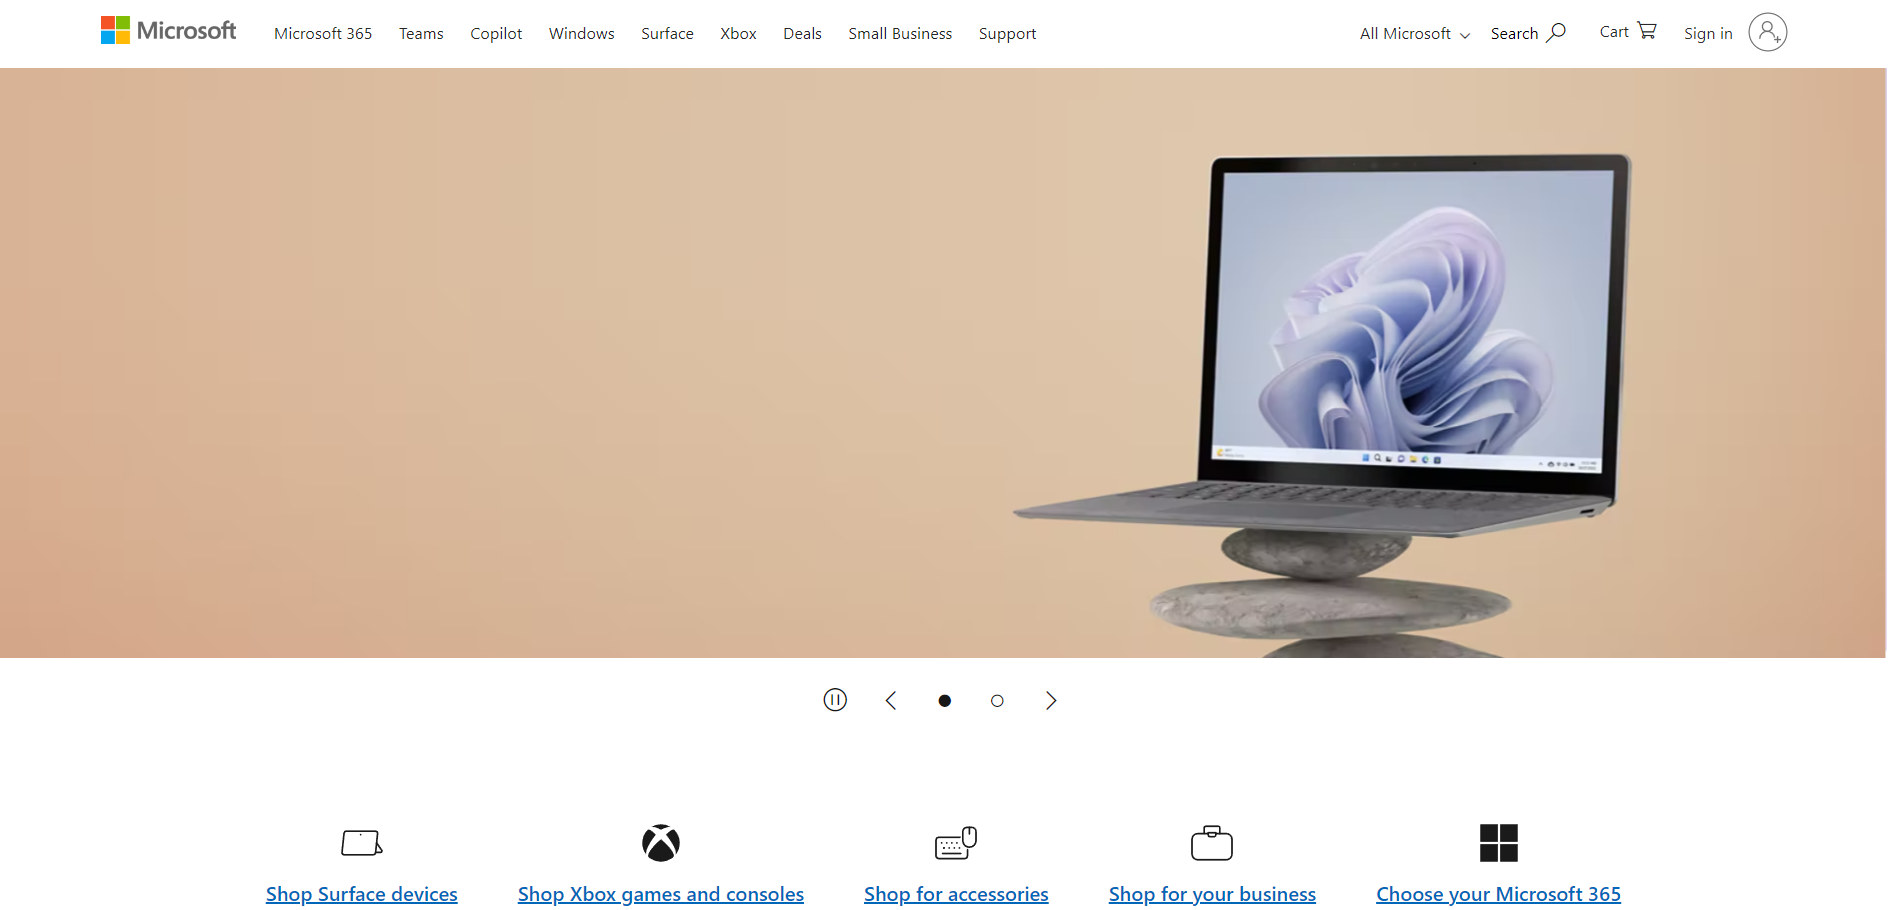 Microsoft
Microsoft 365 Teams Copilot Windows Surface Xbox Deals Small Business Support
All Microsoft Search Cart Sign in
Shop Surface devices
Shop Xbox games and consoles
Shop for accessories
Shop for your business
Choose your Microsoft 365